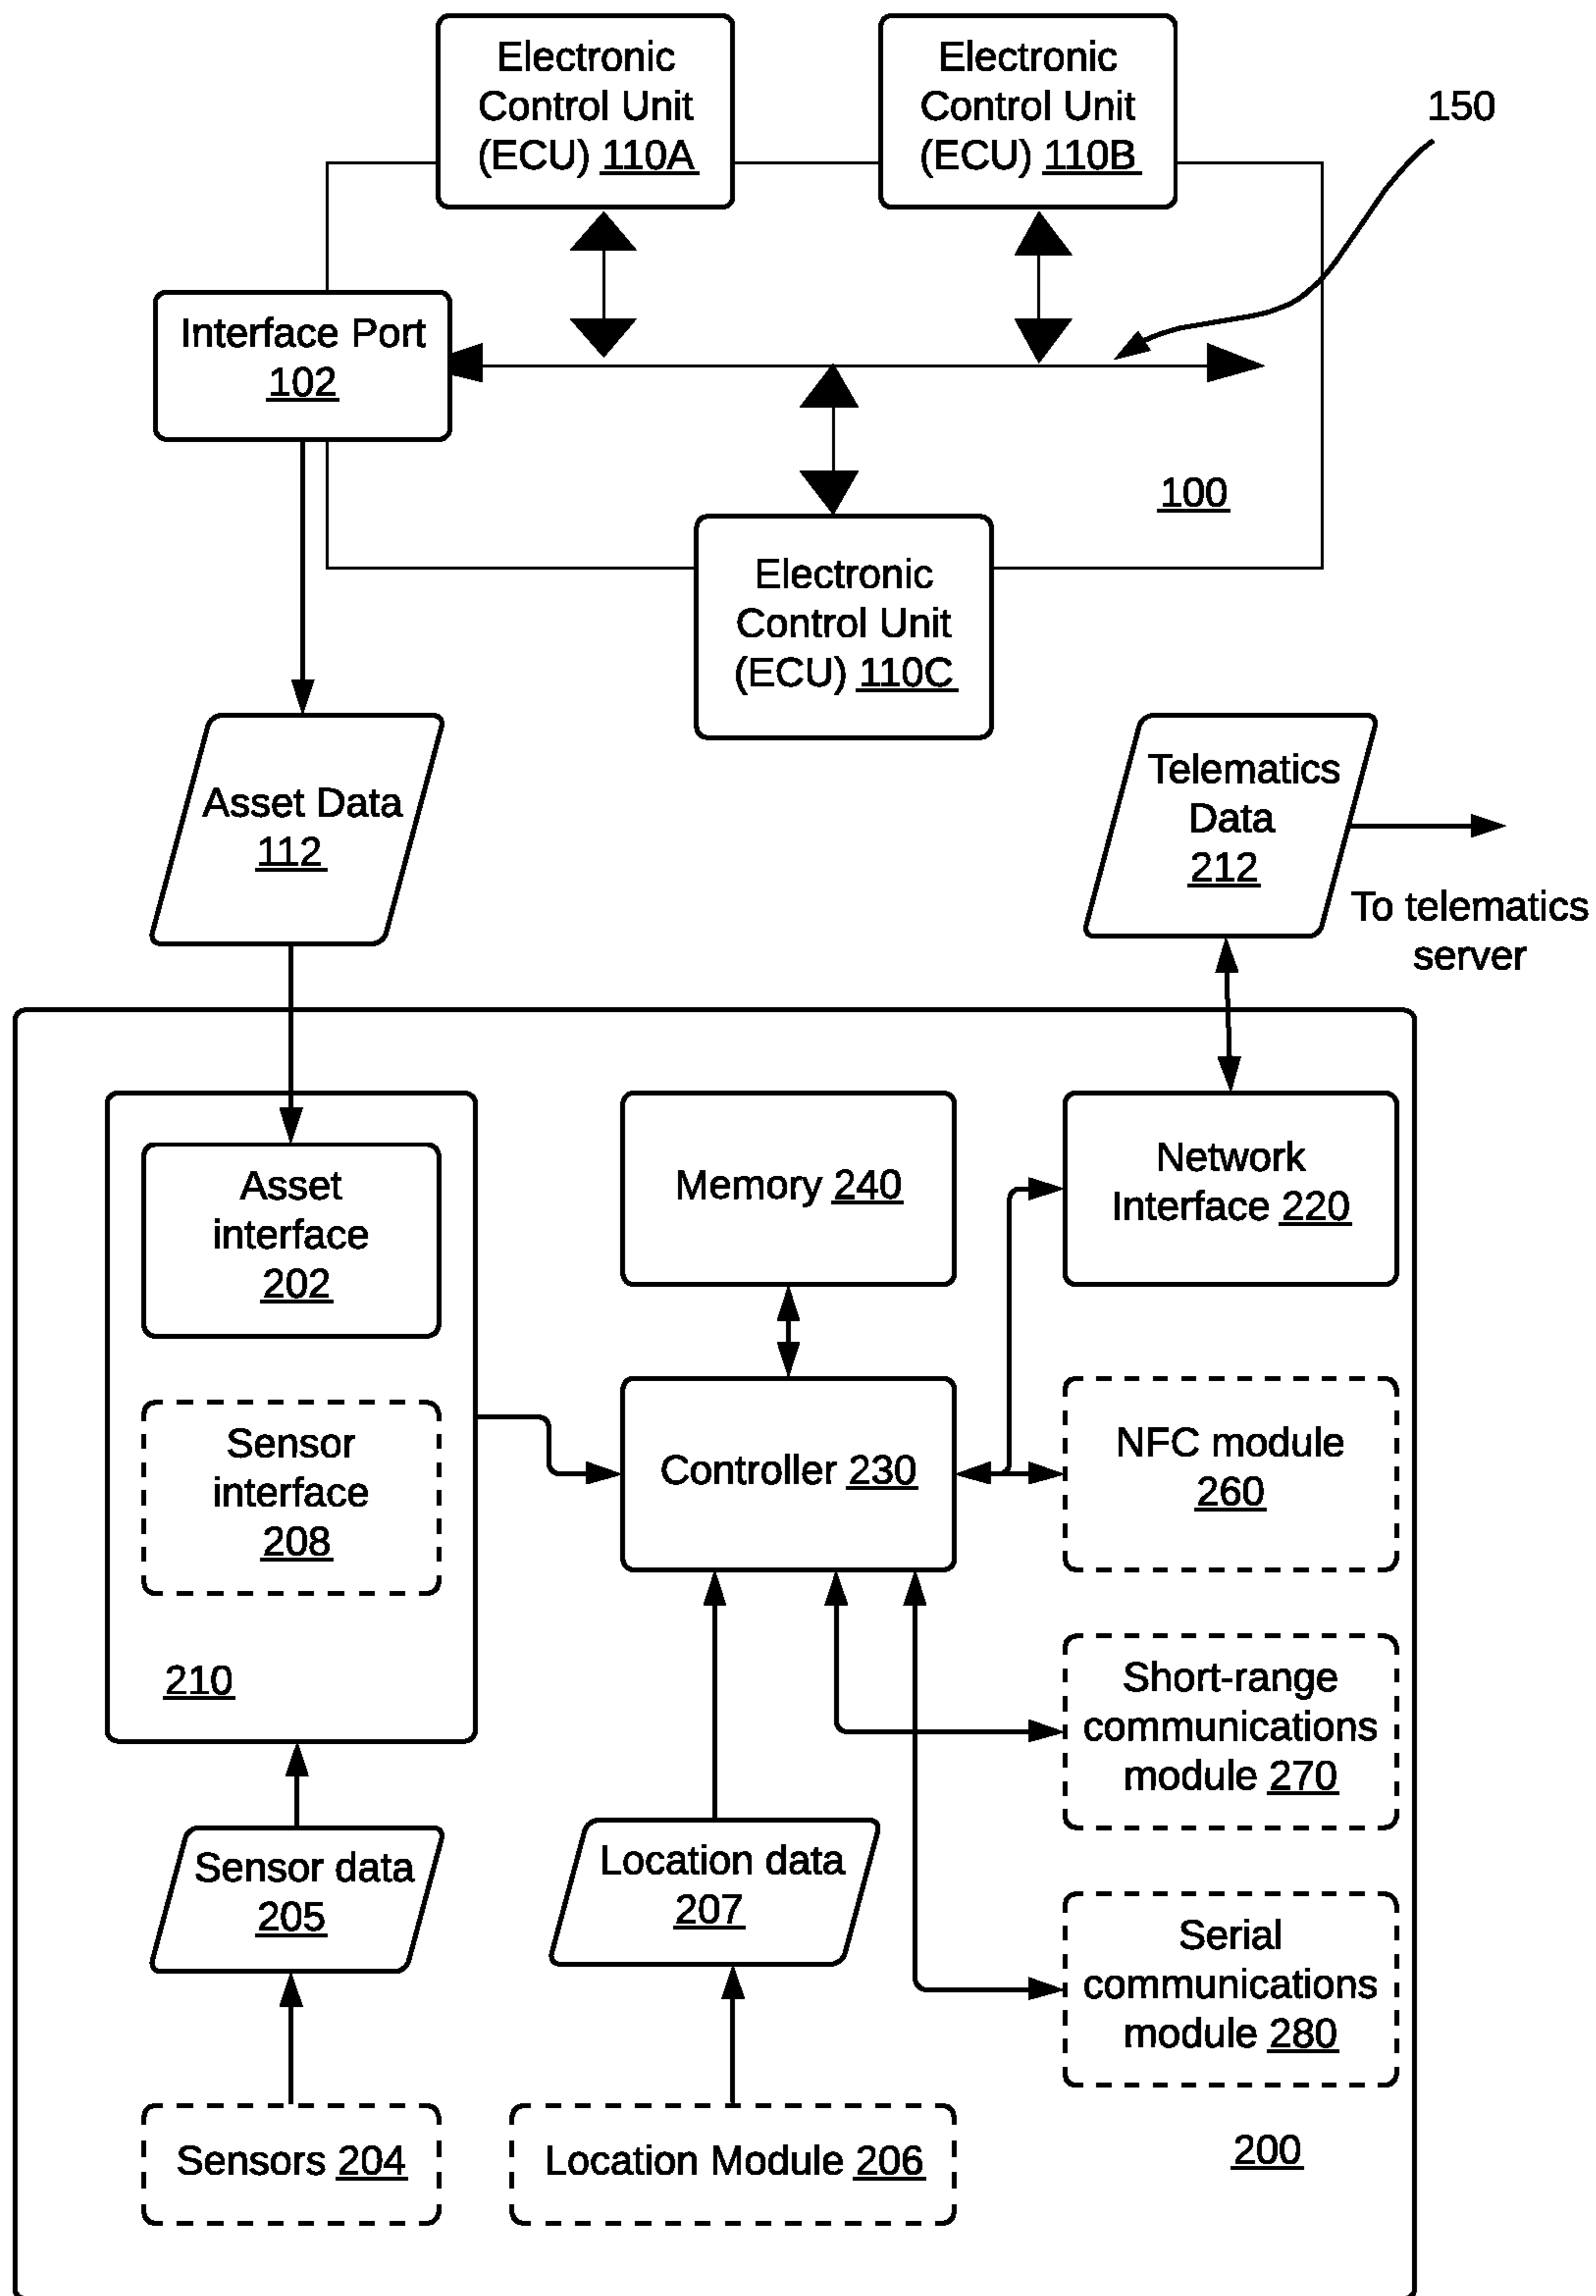 Electronic
Control Unit
(ECU) 110A
Electronic
Control Unit
(ECU) 110B
150
Interface Port
102
100
Electronic
Control Unit
(ECU) 110C
Asset Data
112
Telematics
Data
212
To telematics
server
Asset
interface
202
Memory 240
Network
Interface 220
Sensor
interface
208
Controller 230
NFC module
260
210
Short-range
communications
module 270
Sensor data
205
Location data
207
Serial
communications
module 280
Sensors 204
Location Module 206
200